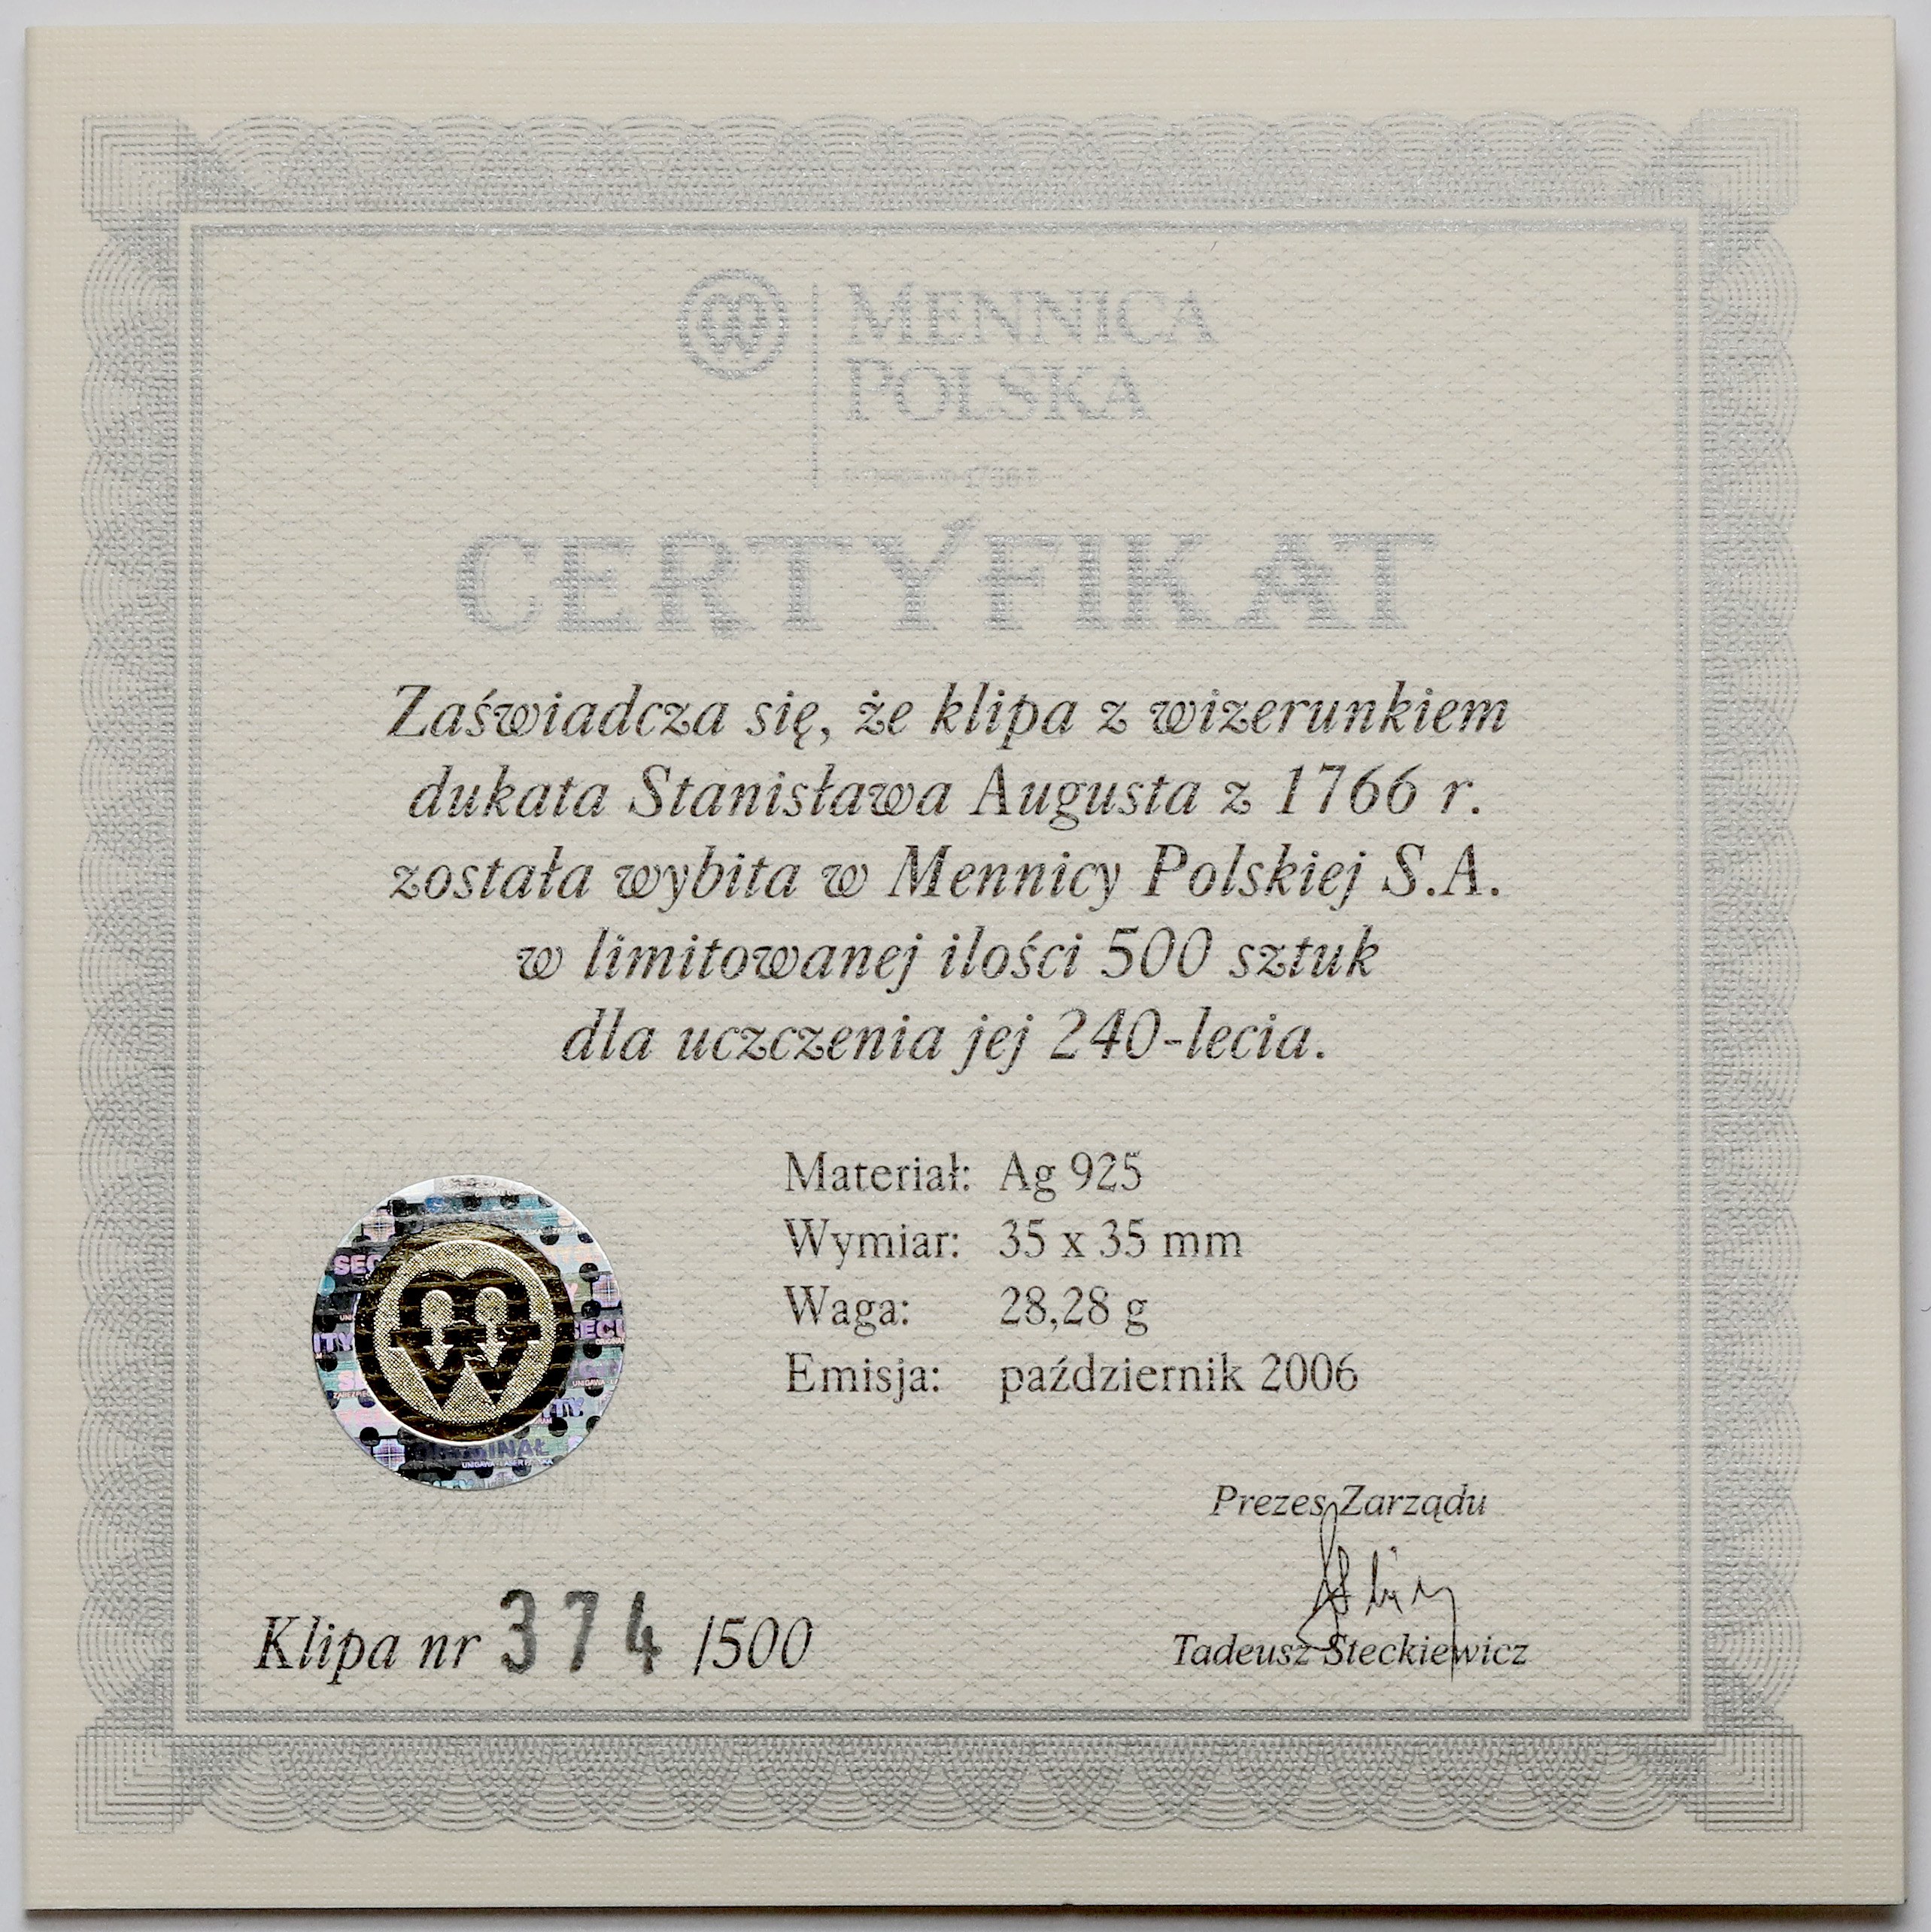 MENNICA
POLSKA
CERTYFIKAT
Zaświadcza się, że klipa z wizerunkiem
dukata Stanisława Augusta z 1766 r.
została wybita w Mennicy Polskiej S.A.
w limitowanej ilości 500 sztuk
dla uczczenia jej 240-lecia.
Materiał: Ag 925
Wymiar: 35 x 35 mm
Waga: 28,28 g
Emisja: październik 2006
Prezes Zarządu
Tadeusz Steckiewicz
Klipa nr 374 /500